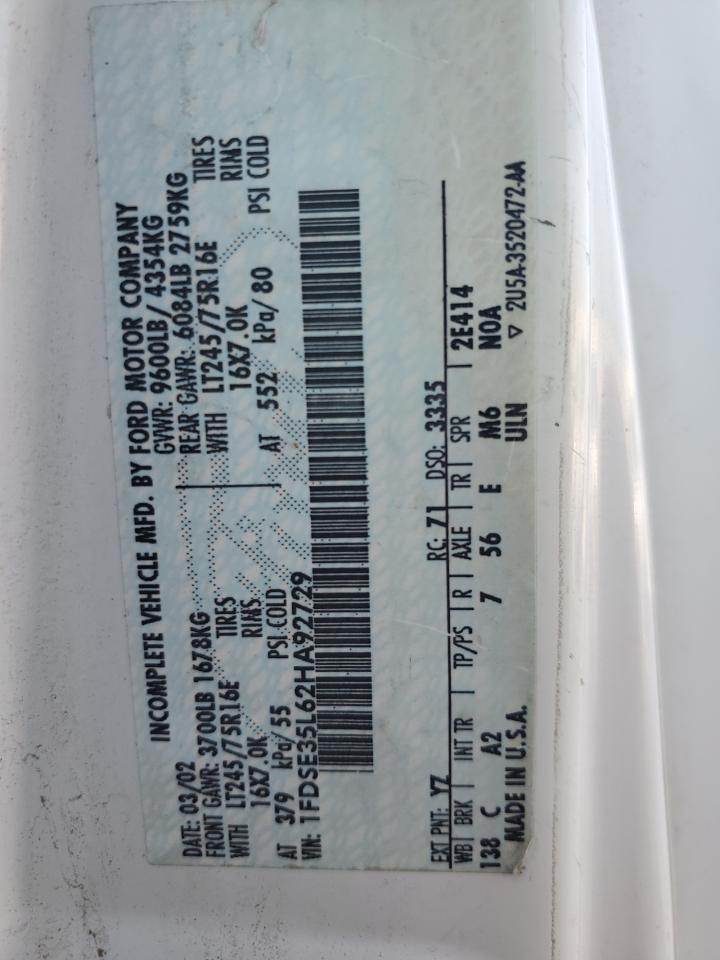 INCOMPLETE VEHICLE MFD. BY FORD MOTOR COMPANY
DATE: 03/02 GVWR: 9600LB/ 4354KG
FRONT GAWR: 3700LB 1678KG REAR GAWR: 6084LB 2759KG
WITH LT245/75R16E TIRES WITH LT245/75R16E TIRES
16X7.0K RIMS 16X7.0K RIMS
AT 379 kPa/ 55 PSI COLD AT 552 kPa/ 80 PSI COLD
VIN: 1FDSE35L62HA92729
EXT PNT: YZ RC: 71 DSO: 3335
WB BRK INT TR TP/PS R AXLE TR SPR 2E414
138 C A2 7 56 E M6 NOA
MADE IN U.S.A. ULN ▽ 2U5A-3520472-AA